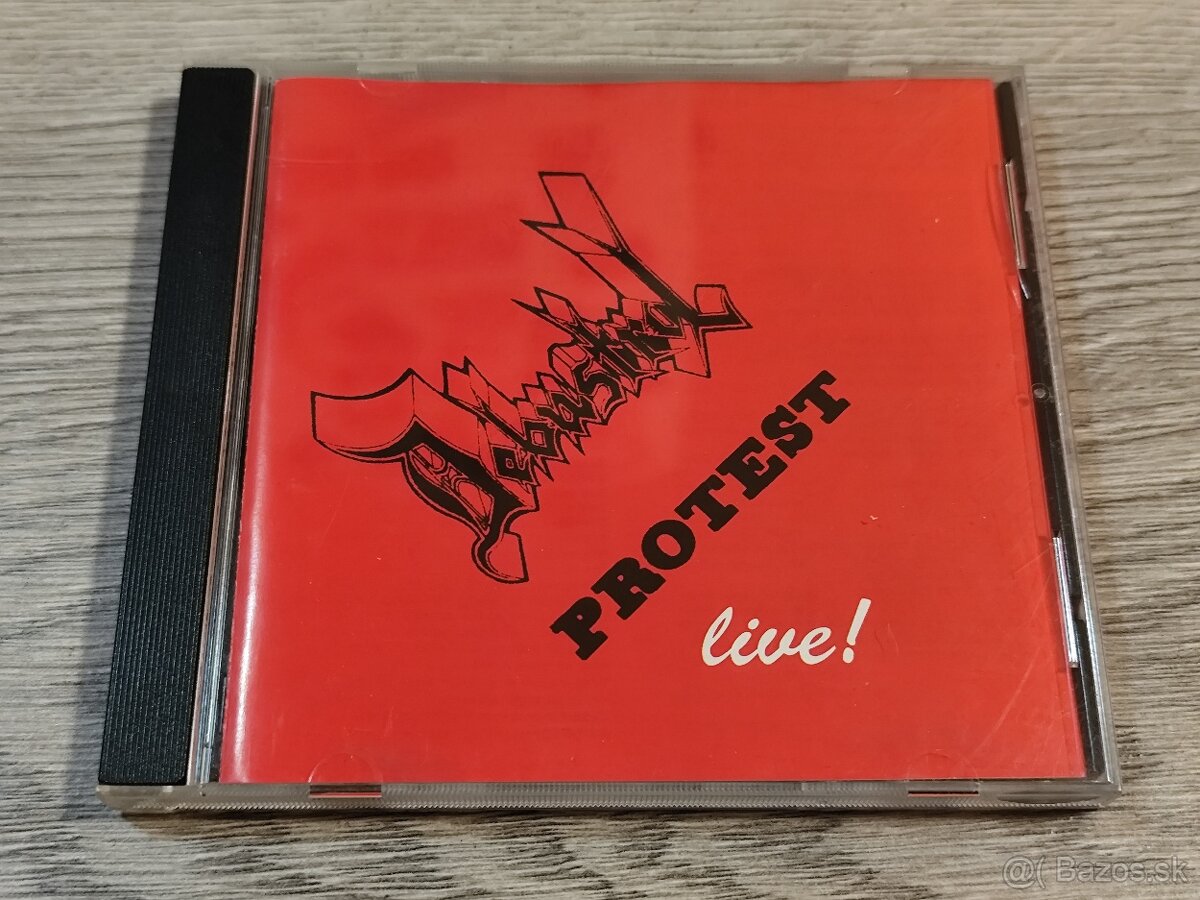 Debustrol
PROTEST
live!
@( Bazos.sk